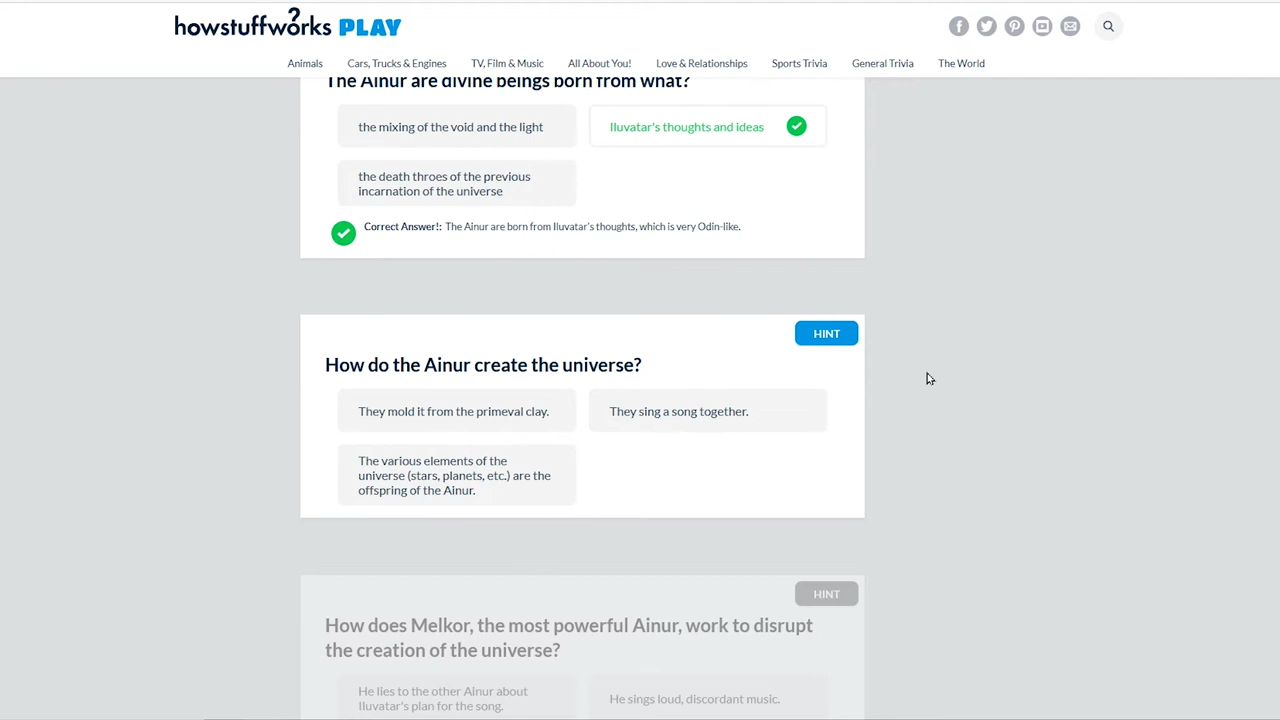 howstuffworks PLAY
Animals Cars, Trucks & Engines TV, Film & Music All About You! Love & Relationships Sports Trivia General Trivia The World
The Ainur are divine beings born from what?
the mixing of the void and the light
Iluvatar's thoughts and ideas
the death throes of the previous
incarnation of the universe
Correct Answer!: The Ainur are born from Iluvatar's thoughts, which is very Odin-like.
HINT
How do the Ainur create the universe?
They mold it from the primeval clay.
They sing a song together.
The various elements of the
universe (stars, planets, etc.) are the
offspring of the Ainur.
HINT
How does Melkor, the most powerful Ainur, work to disrupt
the creation of the universe?
He lies to the other Ainur about
Iluvatar's plan for the song.
He sings loud, discordant music.